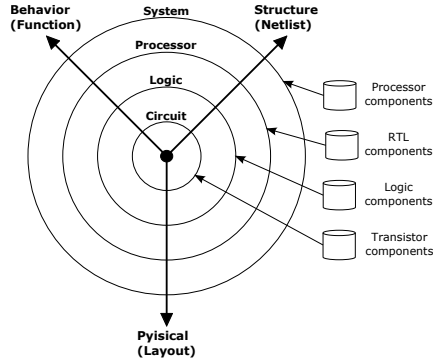 Behavior
(Function)
System
Structure
(Netlist)
Processor
Logic
Circuit
Processor
components
RTL
components
Logic
components
Transistor
components
Pyisical
(Layout)